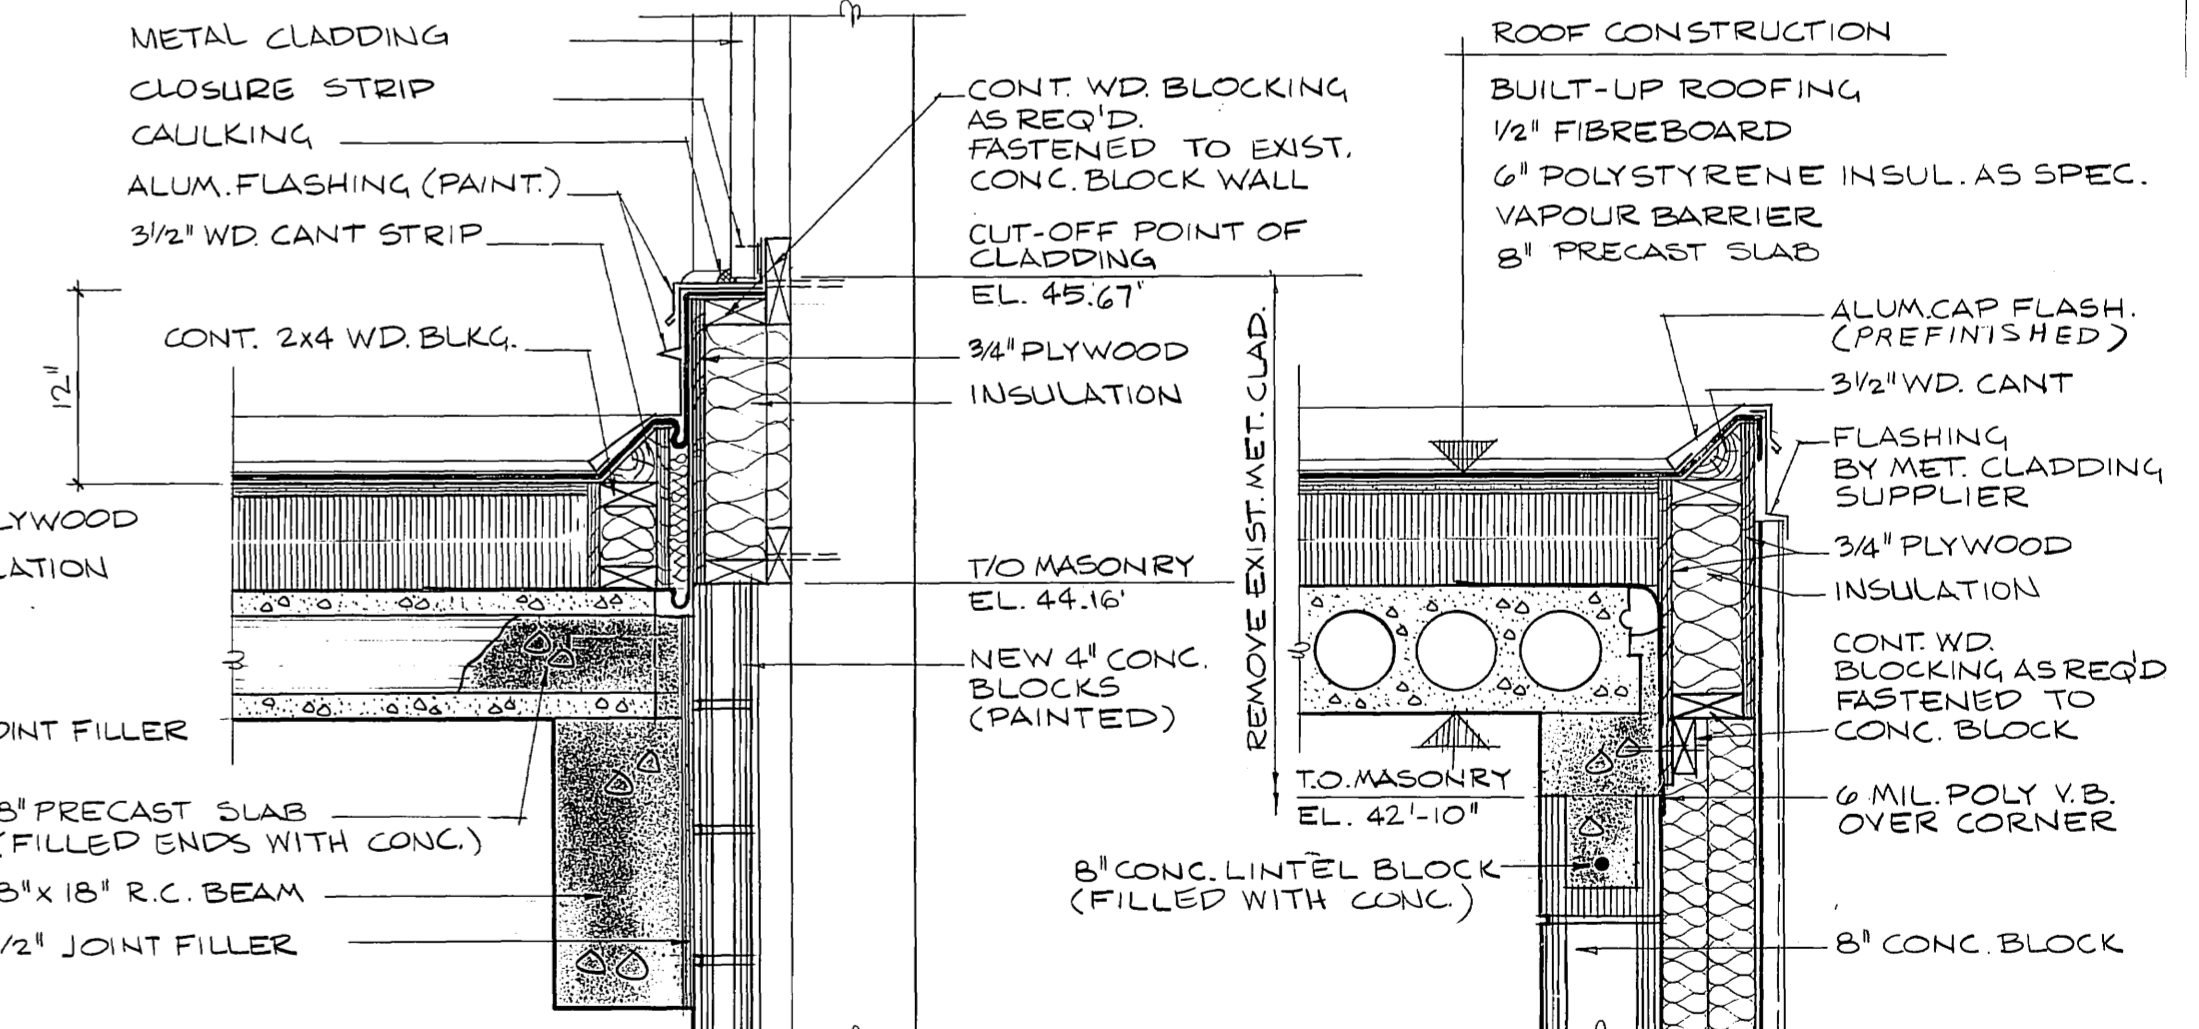 METAL CLADDING
CLOSURE STRIP
CAULKING
ALUM. FLASHING (PAINT.)
3 1/2" WD. CANT STRIP
CONT. 2x4 WD. BLKG.
12"
LYWOOD
LATION
OINT FILLER
8" PRECAST SLAB
(FILLED ENDS WITH CONC.)
8" x 18" R.C. BEAM
1/2" JOINT FILLER
CONT. WD. BLOCKING
AS REQ'D.
FASTENED TO EXIST.
CONC. BLOCK WALL
CUT-OFF POINT OF
CLADDING
EL. 45.67'
3/4" PLYWOOD
INSULATION
T/O MASONRY
EL. 44.16'
NEW 4" CONC.
BLOCKS
(PAINTED)
REMOVE EXIST. MET. CLAD.
ROOF CONSTRUCTION
BUILT-UP ROOFING
1/2" FIBREBOARD
6" POLYSTYRENE INSUL. AS SPEC.
VAPOUR BARRIER
8" PRECAST SLAB
ALUM. CAP FLASH.
(PREFINISHED)
3 1/2" WD. CANT
FLASHING
BY MET. CLADDING
SUPPLIER
3/4" PLYWOOD
INSULATION
CONT. WD.
BLOCKING AS REQ'D
FASTENED TO
CONC. BLOCK
T.O. MASONRY
EL. 42'-10"
6 MIL. POLY V.B.
OVER CORNER
8" CONC. LINTEL BLOCK
(FILLED WITH CONC.)
8" CONC. BLOCK